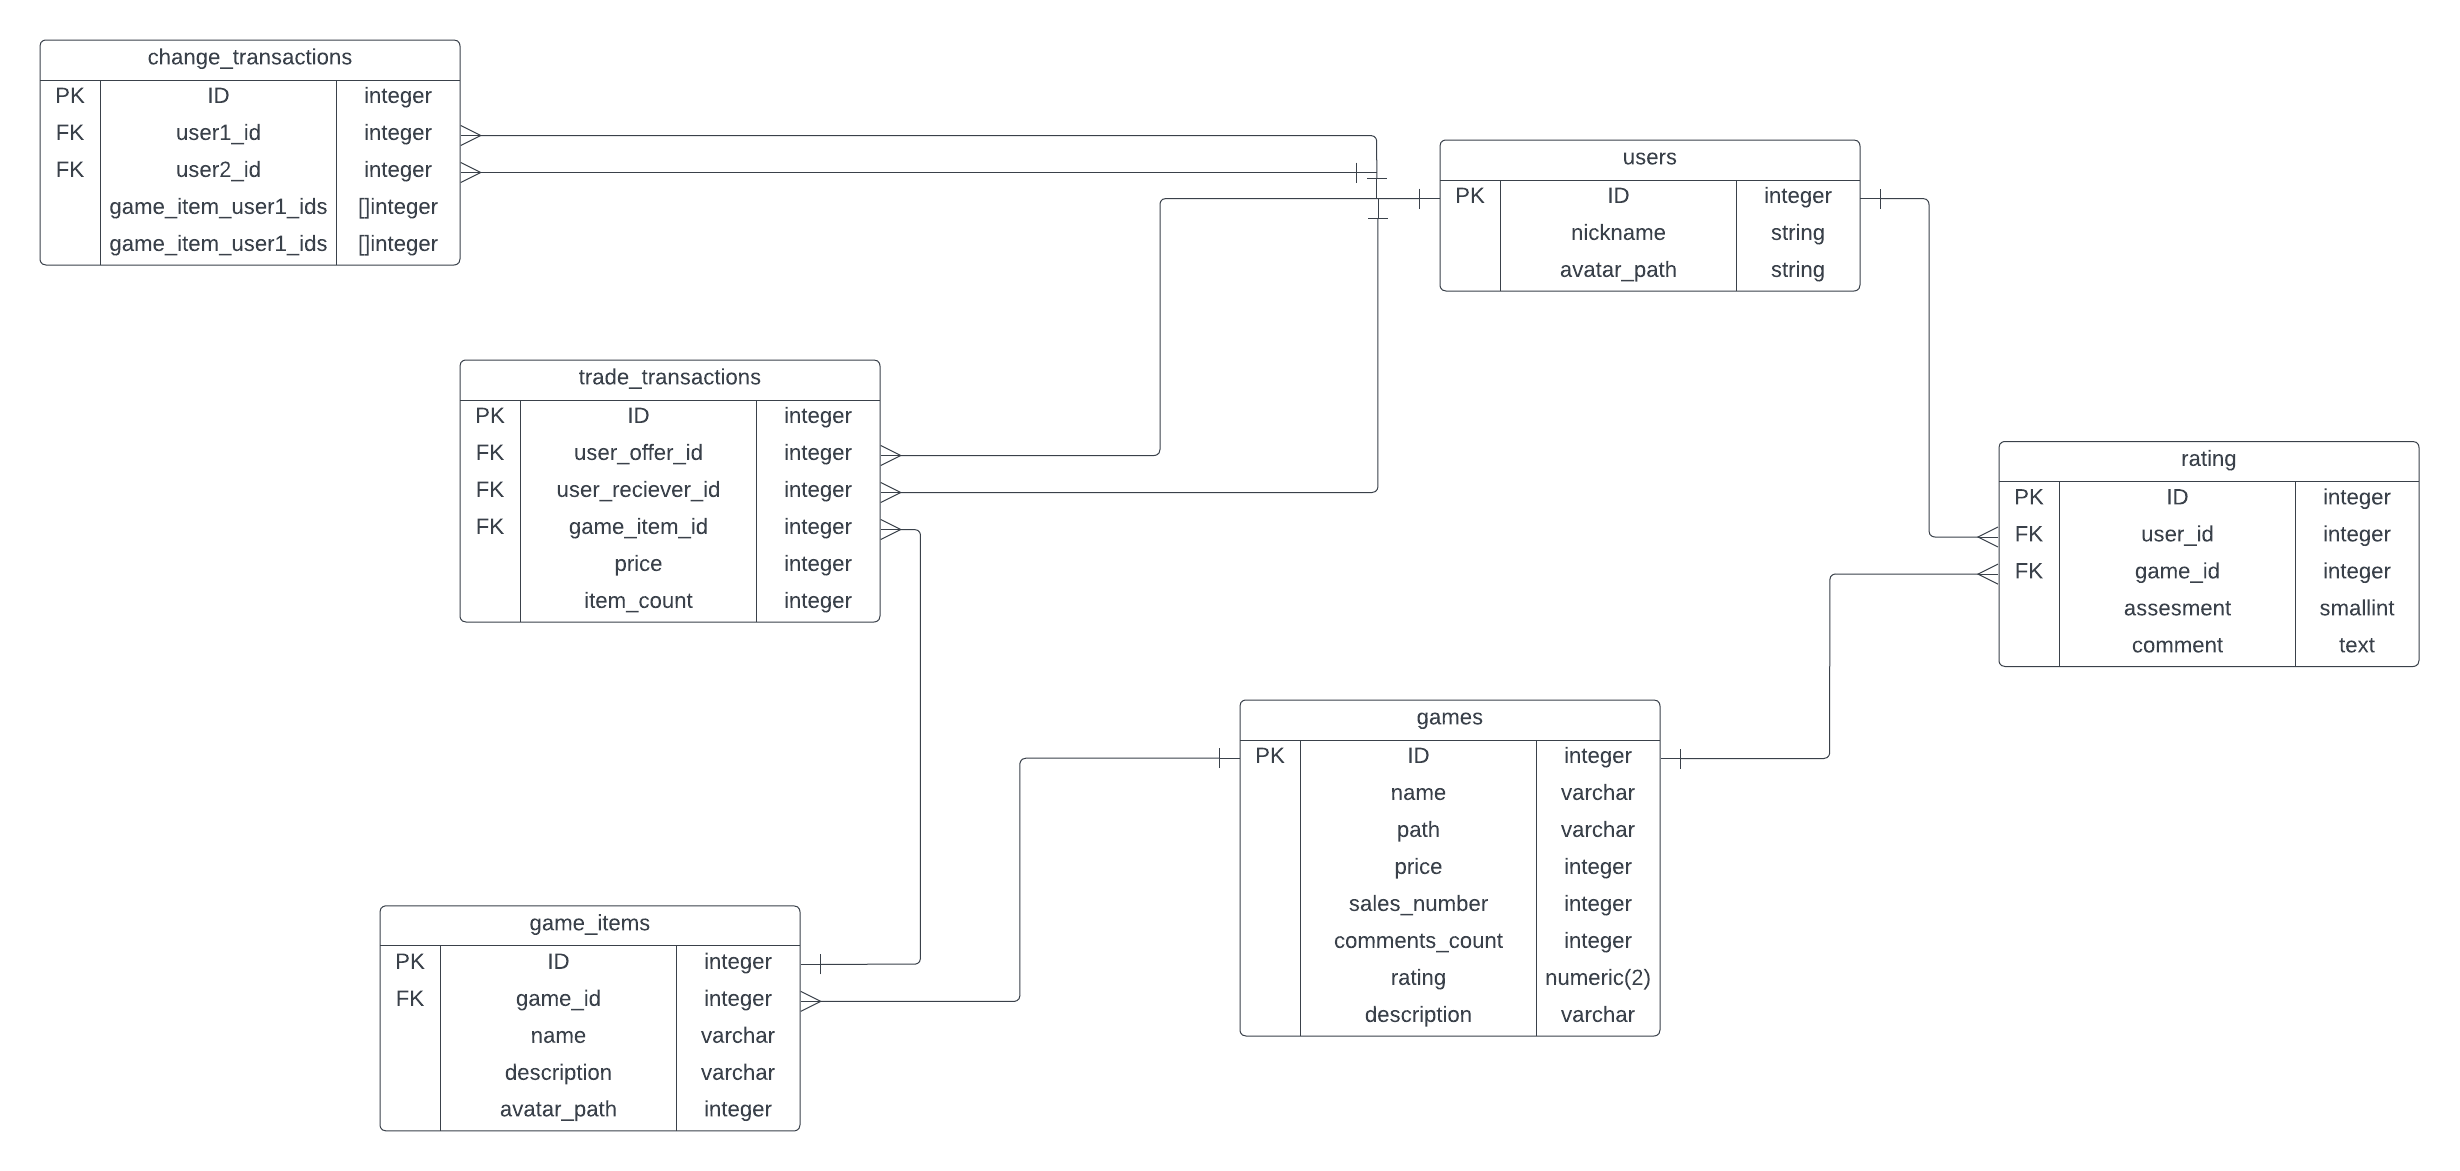 change_transactions
PK ID integer
FK user1_id integer
FK user2_id integer
game_item_user1_ids []integer
game_item_user1_ids []integer
users
PK ID integer
nickname string
avatar_path string
trade_transactions
PK ID integer
FK user_offer_id integer
FK user_reciever_id integer
FK game_item_id integer
price integer
item_count integer
rating
PK ID integer
FK user_id integer
FK game_id integer
assesment smallint
comment text
games
PK ID integer
name varchar
path varchar
price integer
sales_number integer
comments_count integer
rating numeric(2)
description varchar
game_items
PK ID integer
FK game_id integer
name varchar
description varchar
avatar_path integer